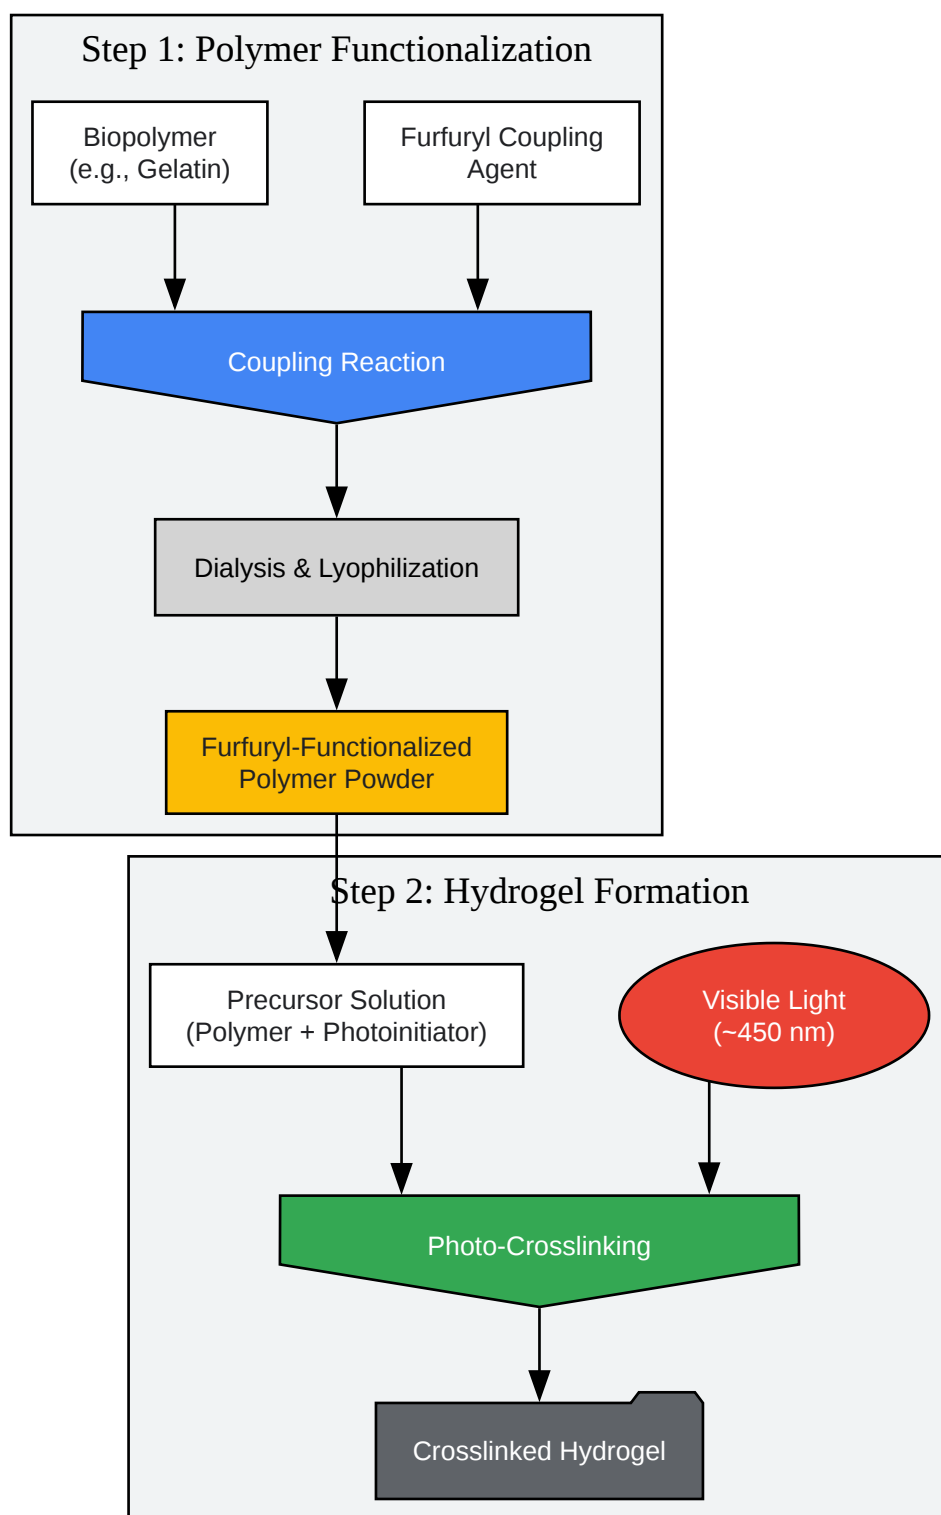 Step 1: Polymer Functionalization
Biopolymer
(e.g., Gelatin)
Furfuryl Coupling
Agent
Coupling Reaction
Dialysis & Lyophilization
Furfuryl-Functionalized
Polymer Powder
Step 2: Hydrogel Formation
Precursor Solution
(Polymer + Photoinitiator)
Visible Light
(~450 nm)
Photo-Crosslinking
Crosslinked Hydrogel